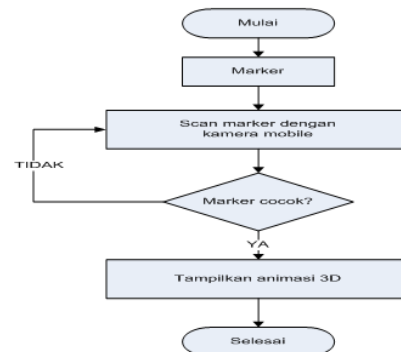 Mulai
Marker
Scan marker dengan
kamera mobile
TIDAK
Marker cocok?
YA
Tampilkan animasi 3D
Selesai